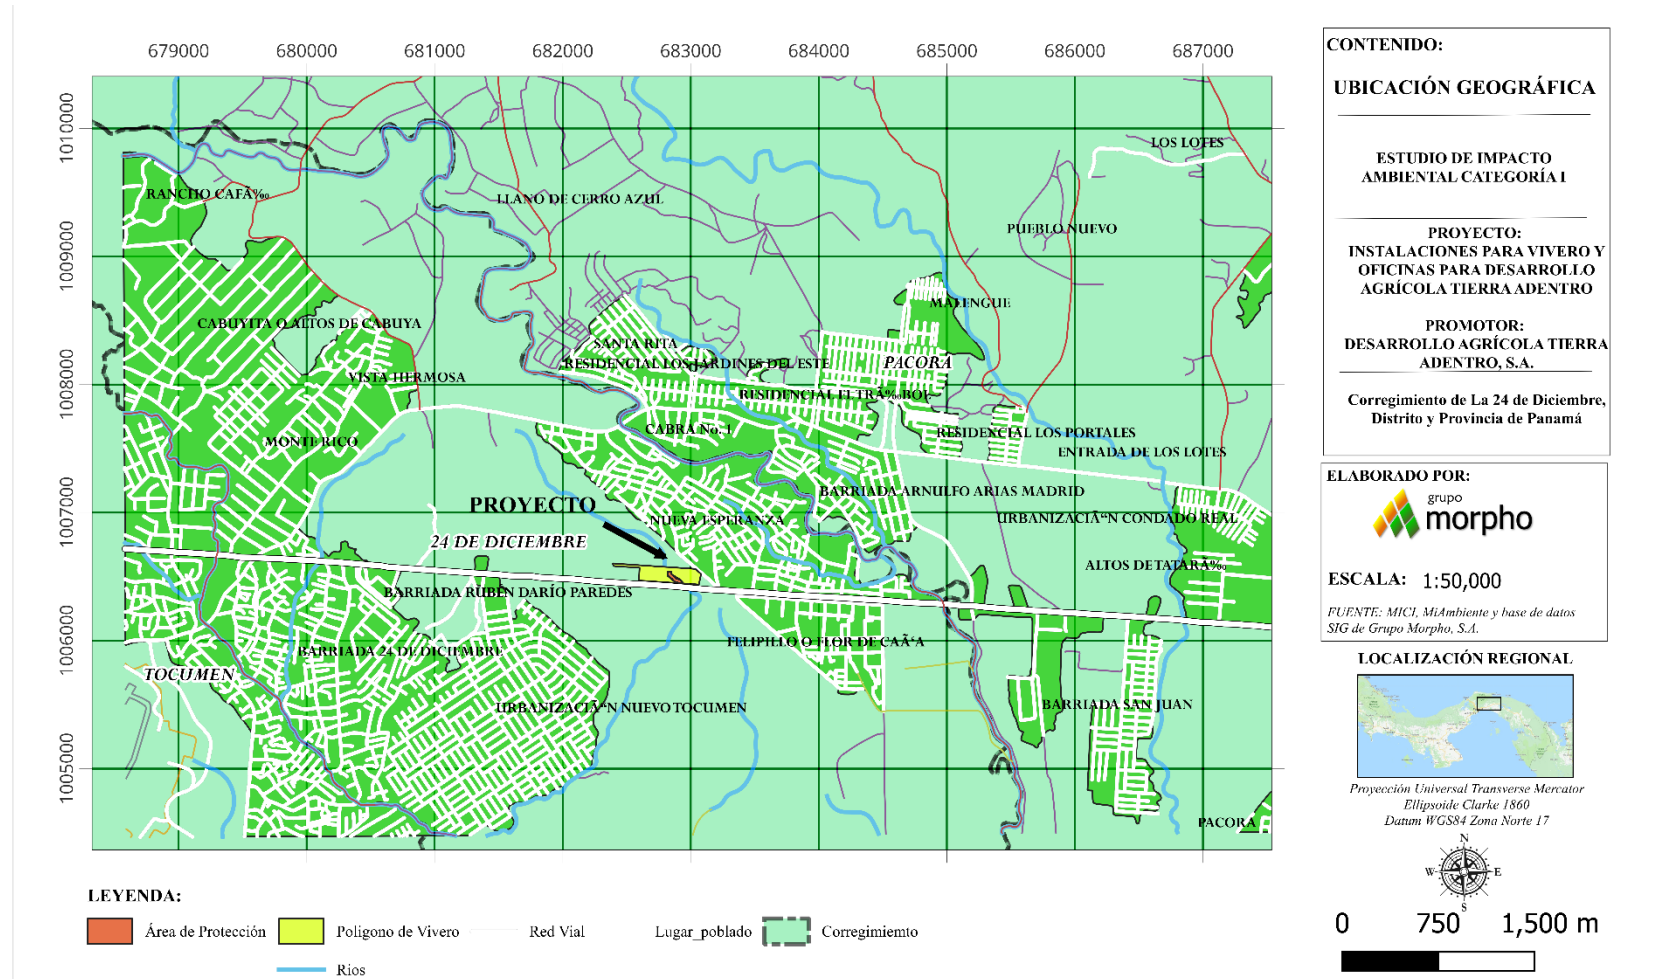 679000 680000 681000 682000 683000 684000 685000 686000 687000
1010000
1009000
1008000
1007000
1006000
1005000
LOS LOTES
RANCHO CAFÃ‰
LLANO DE CERRO AZUL
PUEBLO NUEVO
MALENGUE
CABUYITA O ALTOS DE CABUYA
SANTA RITA
RESIDENCIAL LOS JARDINES DEL ESTE
PACORA
VISTA HERMOSA
RESIDENCIAL EL TRÃ‰BOL
CABRA No. 1
RESIDENCIAL LOS PORTALES
MONTE RICO
ENTRADA DE LOS LOTES
BARRIADA ARNULFO ARIAS MADRID
PROYECTO
NUEVA ESPERANZA
URBANIZACIÃ“N CONDADO REAL
24 DE DICIEMBRE
ALTOS DE TATARÃ‰
BARRIADA RUBÉN DARÍO PAREDES
FELIPILLO O FLOR DE CAÃ‘A
BARRIADA 24 DE DICIEMBRE
TOCUMEN
URBANIZACIÃ“N NUEVO TOCUMEN
BARRIADA SAN JUAN
PACORA
LEYENDA:
Área de Protección
Poligono de Vivero
Red Vial
Lugar_poblado
Corregimiemto
Rios
CONTENIDO:
UBICACIÓN GEOGRÁFICA
ESTUDIO DE IMPACTO
AMBIENTAL CATEGORÍA I
PROYECTO:
INSTALACIONES PARA VIVERO Y
OFICINAS PARA DESARROLLO
AGRÍCOLA TIERRA ADENTRO
PROMOTOR:
DESARROLLO AGRÍCOLA TIERRA
ADENTRO, S.A.
Corregimiento de La 24 de Diciembre,
Distrito y Provincia de Panamá
ELABORADO POR:
grupo
morpho
ESCALA: 1:50,000
FUENTE: MICI, MiAmbiente y base de datos
SIG de Grupo Morpho, S.A.
LOCALIZACIÓN REGIONAL
Proyección Universal Transverse Mercator
Ellipsoide Clarke 1860
Datum WGS84 Zona Norte 17
N
W E
S
0 750 1,500 m